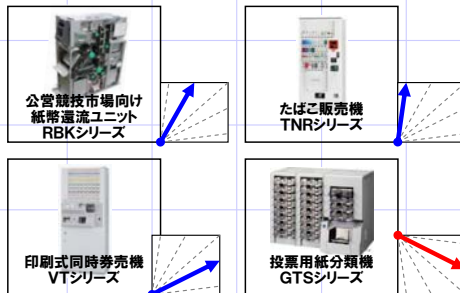 公営競技市場向け
紙幣還流ユニット
RBKシリーズ
たばこ販売機
TNRシリーズ
印刷式同時券売機
VTシリーズ
投票用紙分類機
GTSシリーズ